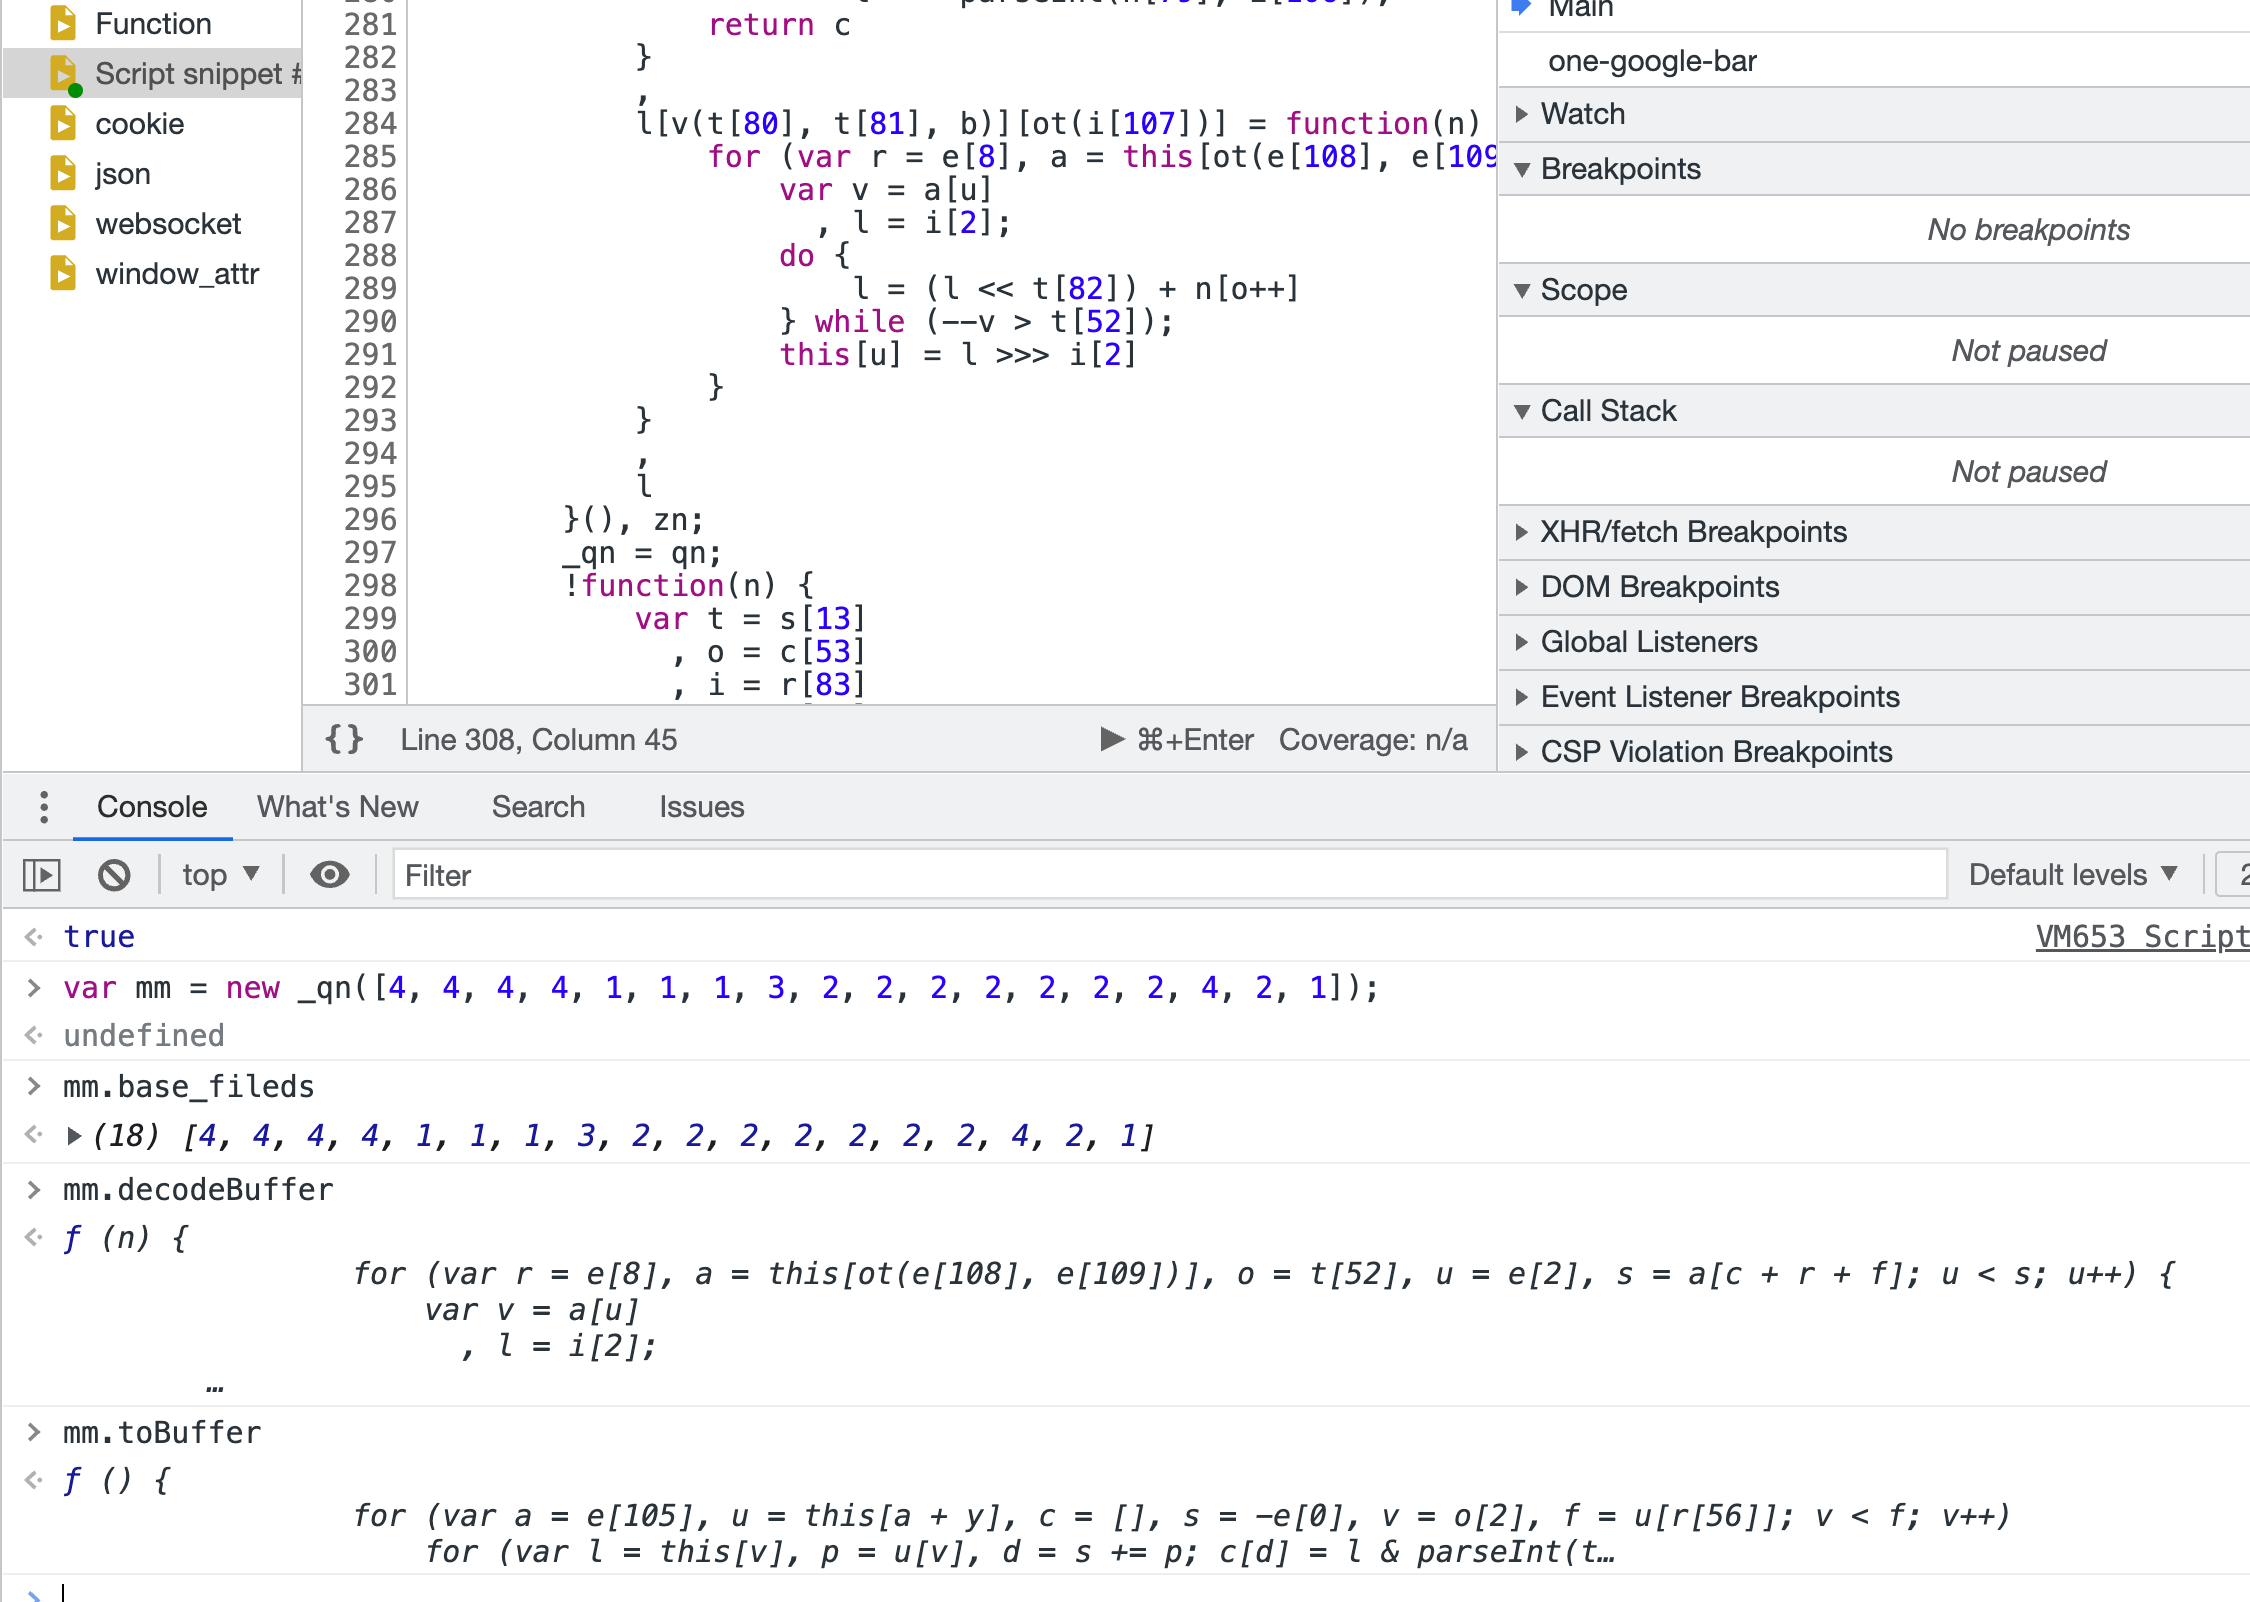 Function
Script snippet #
cookie
json
websocket
window_attr
281 return c
282 }
283 ,
284 l[v(t[80], t[81], b)][ot(i[107])] = function(n)
285 for (var r = e[8], a = this[ot(e[108], e[109
286 var v = a[u]
287 , l = i[2];
288 do {
289 l = (l << t[82]) + n[o++]
290 } while (--v > t[52]);
291 this[u] = l >>> i[2]
292 }
293 }
294 ,
295 l
296 }(), zn;
297 _qn = qn;
298 !function(n) {
299 var t = s[13]
300 , o = c[53]
301 , i = r[83]
{} Line 308, Column 45 ⌘+Enter Coverage: n/a
Main
one-google-bar
Watch
Breakpoints
No breakpoints
Scope
Not paused
Call Stack
Not paused
XHR/fetch Breakpoints
DOM Breakpoints
Global Listeners
Event Listener Breakpoints
CSP Violation Breakpoints
Console What's New Search Issues
top Filter Default levels 2
true VM653 Script
> var mm = new _qn([4, 4, 4, 4, 1, 1, 1, 3, 2, 2, 2, 2, 2, 2, 2, 4, 2, 1]);
undefined
> mm.base_fileds
(18) [4, 4, 4, 4, 1, 1, 1, 3, 2, 2, 2, 2, 2, 2, 2, 4, 2, 1]
> mm.decodeBuffer
ƒ (n) {
for (var r = e[8], a = this[ot(e[108], e[109])], o = t[52], u = e[2], s = a[c + r + f]; u < s; u++) {
var v = a[u]
, l = i[2];
…
> mm.toBuffer
ƒ () {
for (var a = e[105], u = this[a + y], c = [], s = -e[0], v = o[2], f = u[r[56]]; v < f; v++)
for (var l = this[v], p = u[v], d = s += p; c[d] = l & parseInt(t…
>